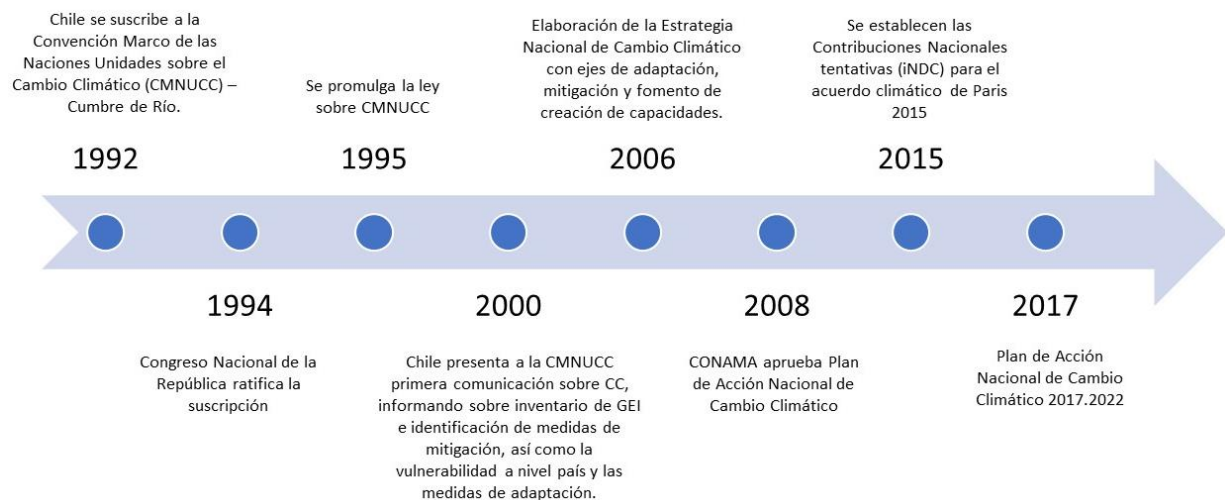 Chile se suscribe a la
Convención Marco de las
Naciones Unidas sobre el
Cambio Climático (CMNUCC) –
Cumbre de Río.
1992
Congreso Nacional de la
República ratifica la
suscripción
1994
Se promulga la ley
sobre CMNUCC
1995
2000
Chile presenta a la CMNUCC
primera comunicación sobre CC,
informando sobre inventario de GEI
e identificación de medidas de
mitigación, así como la
vulnerabilidad a nivel país y las
medidas de adaptación.
Elaboración de la Estrategia
Nacional de Cambio Climático
con ejes de adaptación,
mitigación y fomento de
creación de capacidades.
2006
2008
CONAMA aprueba Plan
de Acción Nacional de
Cambio Climático
Se establecen las
Contribuciones Nacionales
tentativas (iNDC) para el
acuerdo climático de Paris
2015
2015
2017
Plan de Acción
Nacional de Cambio
Climático 2017.2022